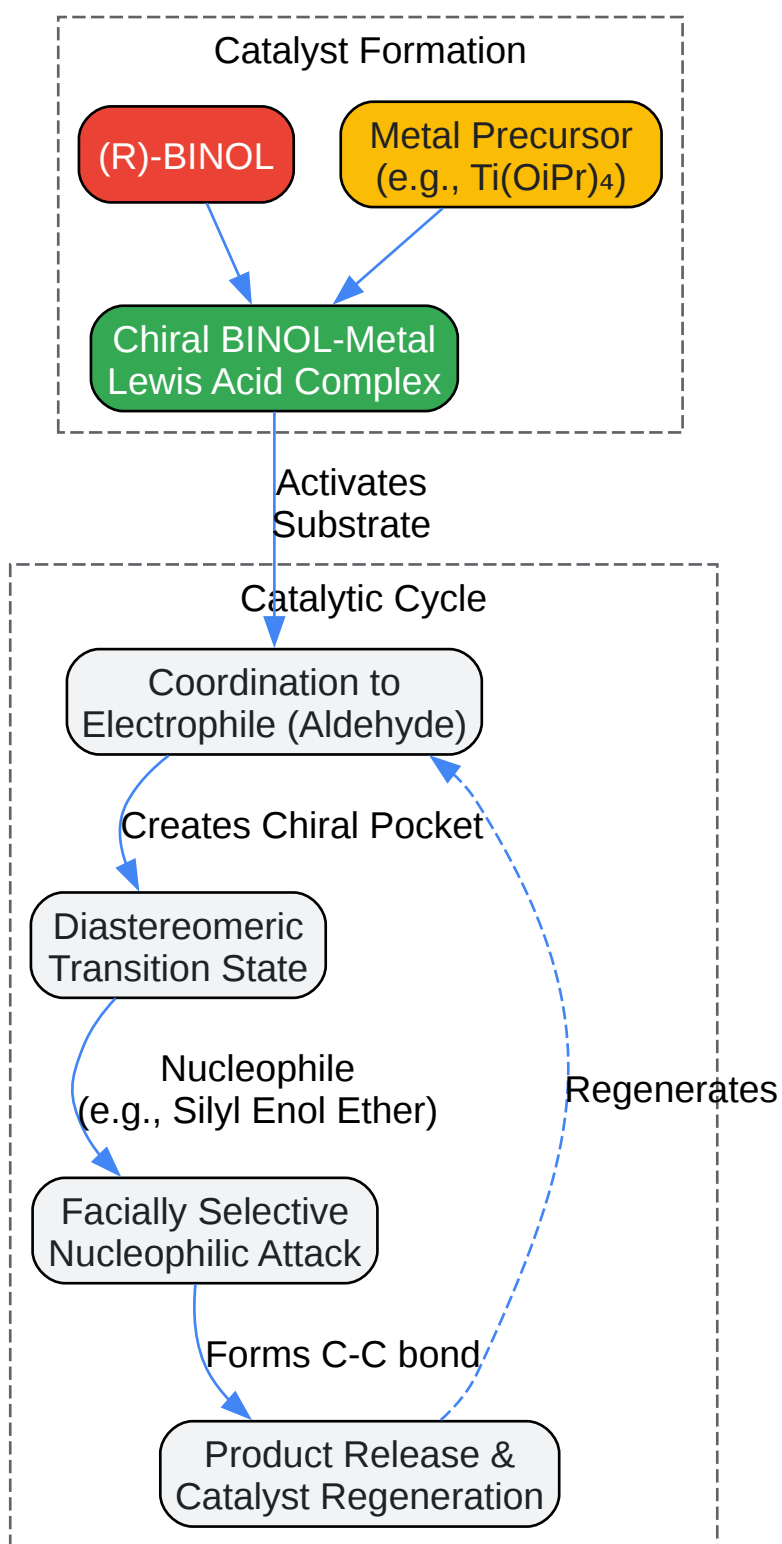 Catalyst Formation
(R)-BINOL
Metal Precursor
(e.g., Ti(OiPr)₄)
Chiral BINOL-Metal
Lewis Acid Complex
Activates
Substrate
Catalytic Cycle
Coordination to
Electrophile (Aldehyde)
Creates Chiral Pocket
Diastereomeric
Transition State
Nucleophile
(e.g., Silyl Enol Ether)
Regenerates
Facially Selective
Nucleophilic Attack
Forms C-C bond
Product Release &
Catalyst Regeneration